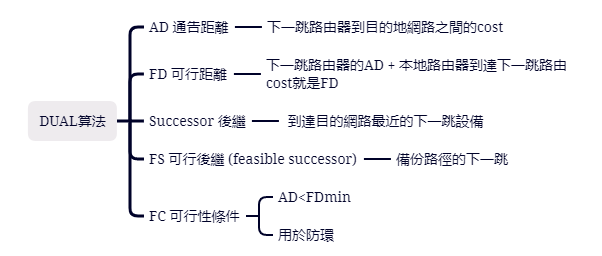 DUAL算法
AD 通告距離
下一跳路由器到目的地網路之間的cost
FD 可行距離
下一跳路由器的AD + 本地路由器到達下一跳路由
cost就是FD
Successor 後繼
到達目的網路最近的下一跳設備
FS 可行後繼 (feasible successor)
備份路徑的下一跳
FC 可行性條件
AD<FDmin
用於防環